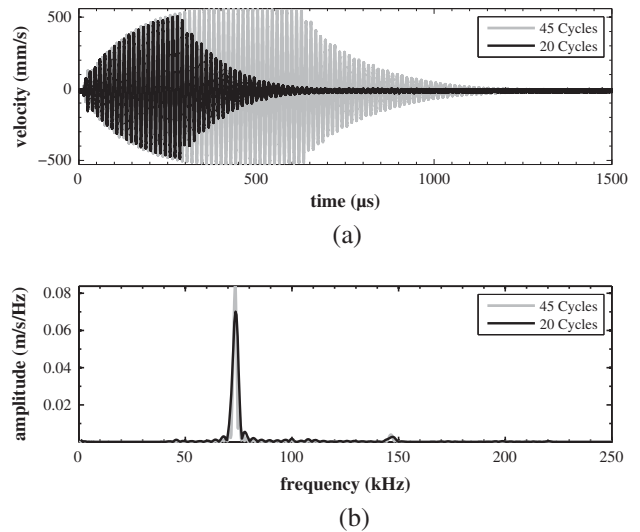 500
0
−500
velocity (mm/s)
45 Cycles
20 Cycles
0 500 1000 1500
time (µs)
(a)
0.08
0.06
0.04
0.02
amplitude (m/s/Hz)
45 Cycles
20 Cycles
0 50 100 150 200 250
frequency (kHz)
(b)